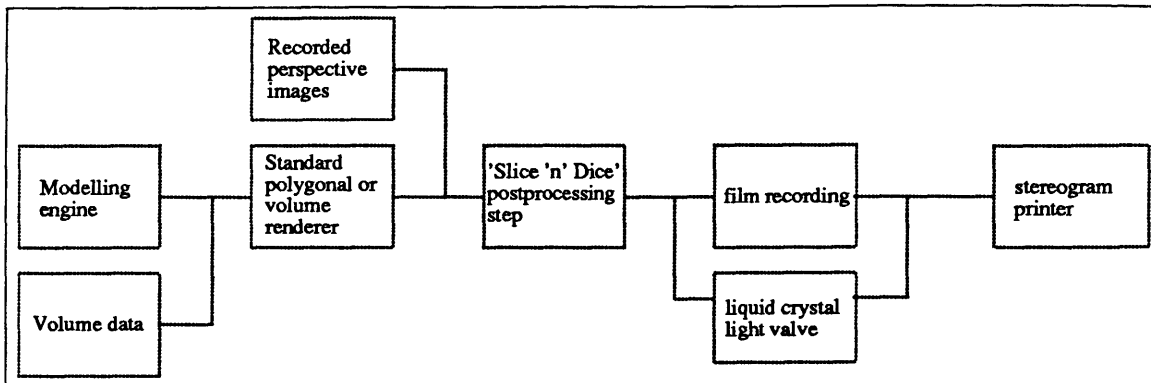 Recorded
perspective
images
Modelling
engine
Standard
polygonal or
volume
renderer
'Slice 'n' Dice'
postprocessing
step
film recording
stereogram
printer
Volume data
liquid crystal
light valve